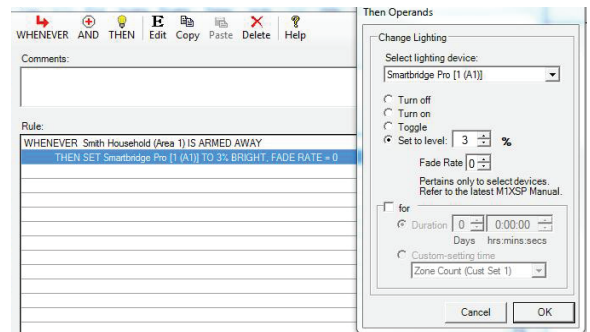 WHENEVER AND THEN Edit Copy Paste Delete Help
Comments:
Rule:
WHENEVER Smith Household (Area 1) IS ARMED AWAY
THEN SET Smartbridge Pro [1 (A1)] TO 3% BRIGHT, FADE RATE = 0
Then Operands
Change Lighting
Select lighting device:
Smartbridge Pro [1 (A1)]
Turn off
Turn on
Toggle
Set to level: 3 %
Fade Rate 0
Pertains only to select devices.
Refer to the latest M1XSP Manual.
for
Duration 0 0:00:00
Days hrs:mins:secs
Custom-setting time
Zone Count (Cust Set 1)
Cancel OK